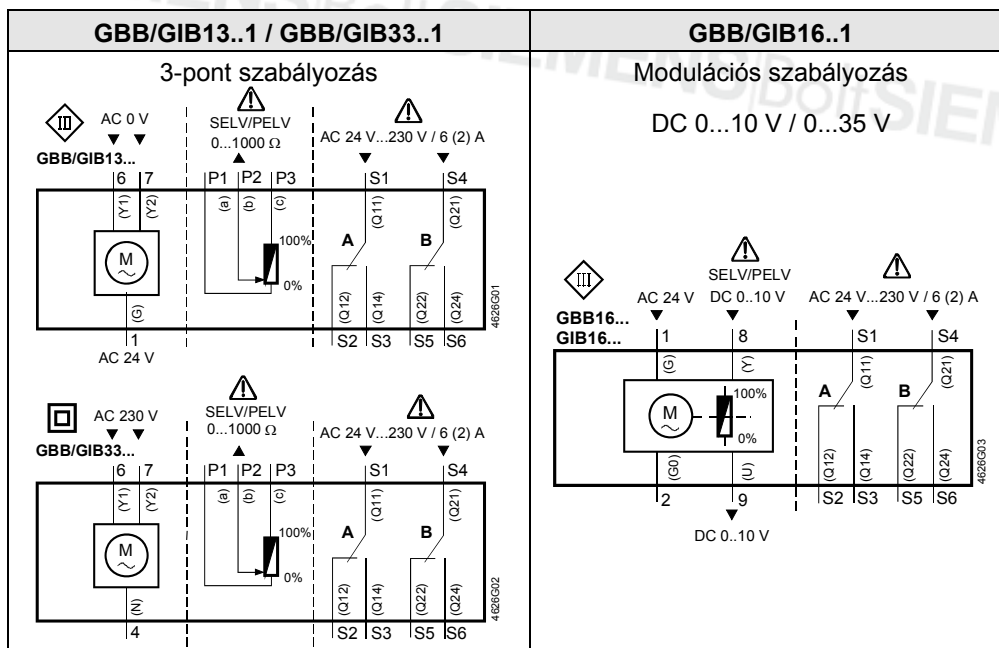 GBB/GIB13..1 / GBB/GIB33..1
3-pont szabályozás
III
AC 0 V
GBB/GIB13...
SELV/PELV
0...1000 Ω
AC 24 V...230 V / 6 (2) A
6 7 P1 P2 P3 S1 S4
(Y1) (Y2) (a) (b) (c) (Q11) (Q21)
M
100%
0%
A B
(G) (Q12) (Q14) (Q22) (Q24)
1 S2 S3 S5 S6
AC 24 V
4626G01
AC 230 V
GBB/GIB33...
SELV/PELV
0...1000 Ω
AC 24 V...230 V / 6 (2) A
6 7 P1 P2 P3 S1 S4
(Y1) (Y2) (a) (b) (c) (Q11) (Q21)
M
100%
0%
A B
(N) (Q12) (Q14) (Q22) (Q24)
4 S2 S3 S5 S6
4626G02
GBB/GIB16..1
Modulációs szabályozás
DC 0...10 V / 0...35 V
III
SELV/PELV
AC 24 V DC 0..10 V AC 24 V...230 V / 6 (2) A
GBB16...
GIB16...
1 8 S1 S4
(G) (Y) (Q11) (Q21)
M
100%
0%
A B
(G0) (U) (Q12) (Q14) (Q22) (Q24)
2 9 S2 S3 S5 S6
DC 0..10 V
4626G03
SIEMENS|Bolt SIEMENS